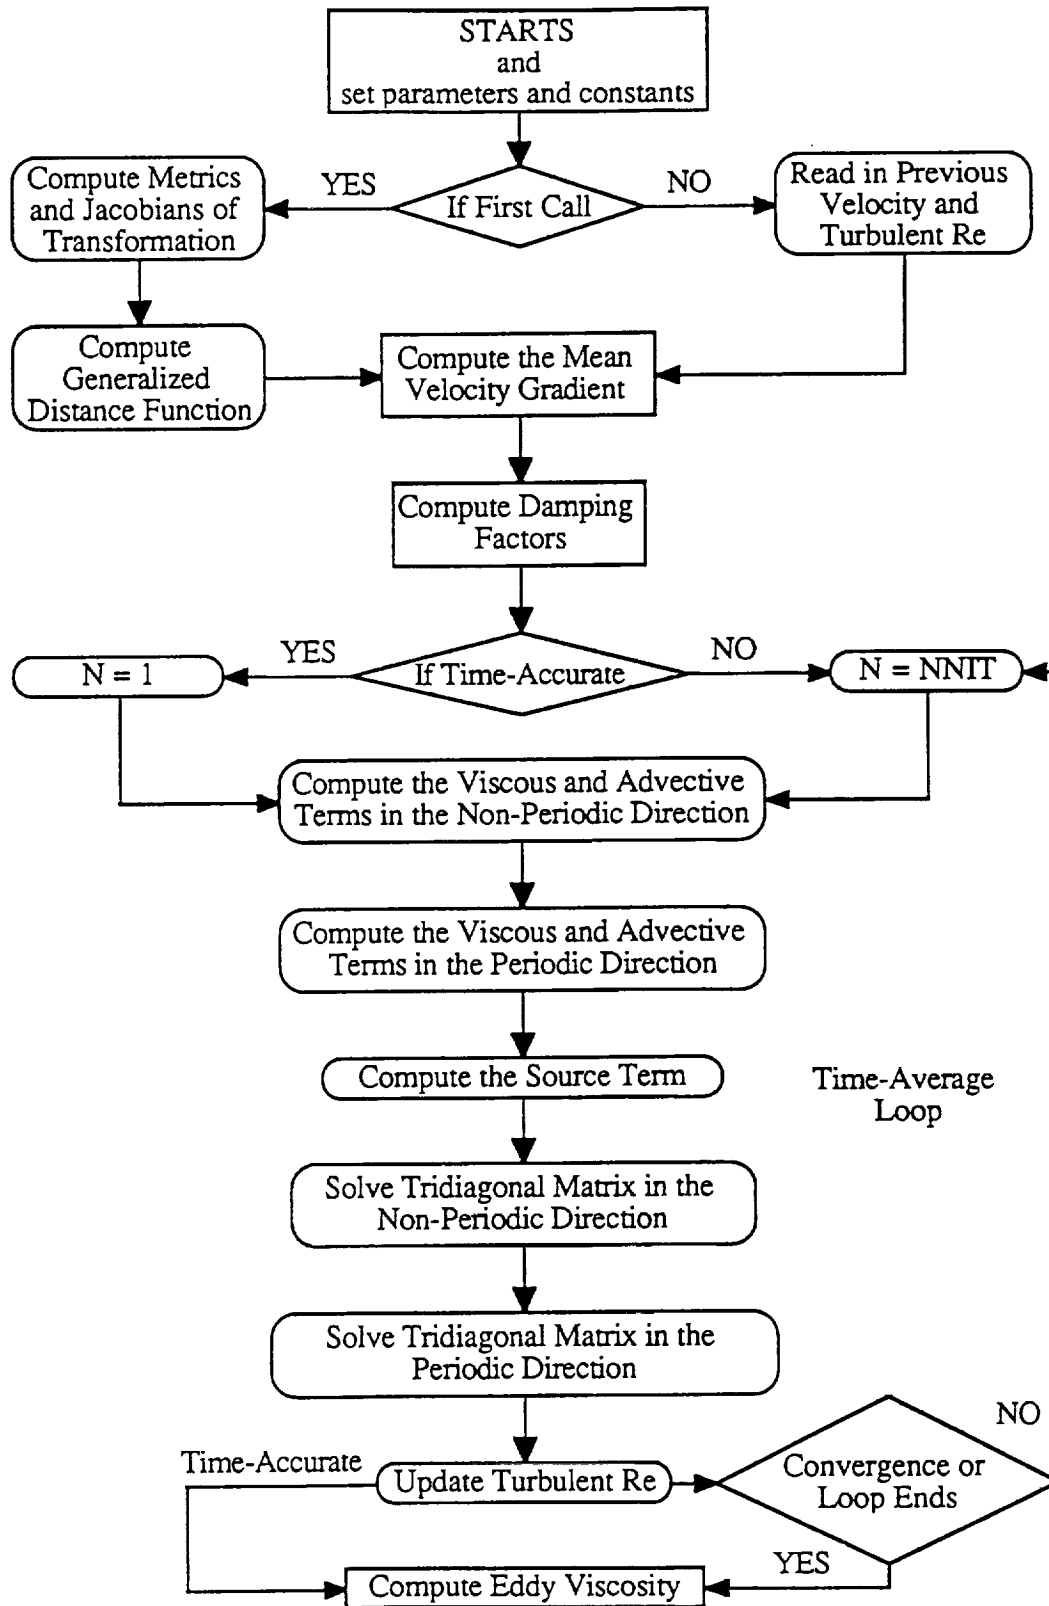 STARTS
and
set parameters and constants
YES
If First Call
NO
Compute Metrics
and Jacobians of
Transformation
Read in Previous
Velocity and
Turbulent Re
Compute
Generalized
Distance Function
Compute the Mean
Velocity Gradient
Compute Damping
Factors
N = 1
YES
If Time-Accurate
NO
N = NNIT
Compute the Viscous and Advective
Terms in the Non-Periodic Direction
Compute the Viscous and Advective
Terms in the Periodic Direction
Compute the Source Term
Time-Average
Loop
Solve Tridiagonal Matrix in the
Non-Periodic Direction
Solve Tridiagonal Matrix in the
Periodic Direction
NO
Time-Accurate
Update Turbulent Re
Convergence or
Loop Ends
YES
Compute Eddy Viscosity